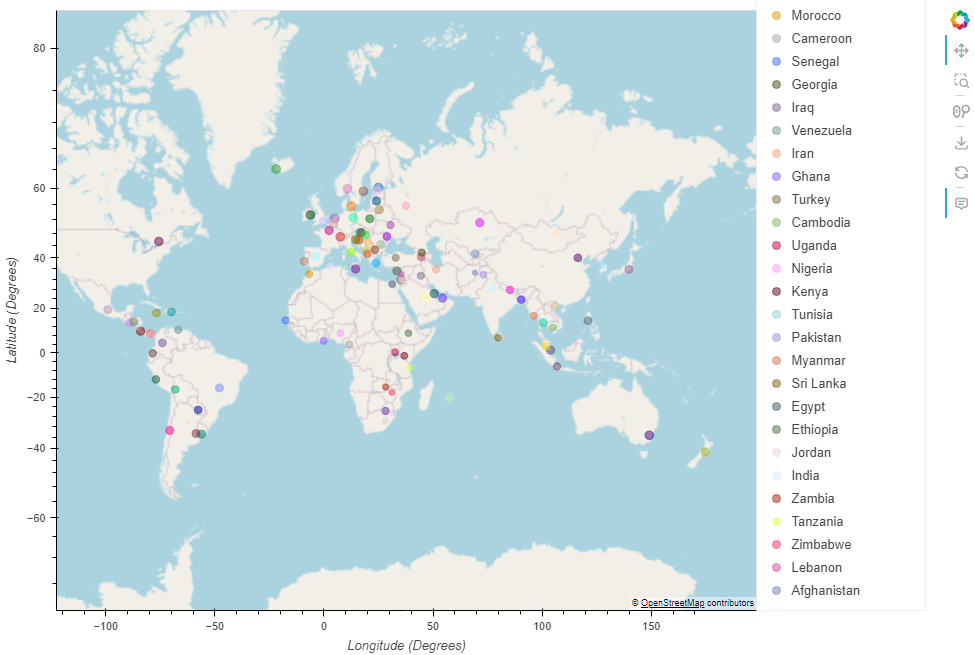 80
60
40
20
0
−20
−40
−60
Latitude (Degrees)
−100
−50
0
50
100
150
Longitude (Degrees)
© OpenStreetMap contributors
Morocco
Cameroon
Senegal
Georgia
Iraq
Venezuela
Iran
Ghana
Turkey
Cambodia
Uganda
Nigeria
Kenya
Tunisia
Pakistan
Myanmar
Sri Lanka
Egypt
Ethiopia
Jordan
India
Zambia
Tanzania
Zimbabwe
Lebanon
Afghanistan